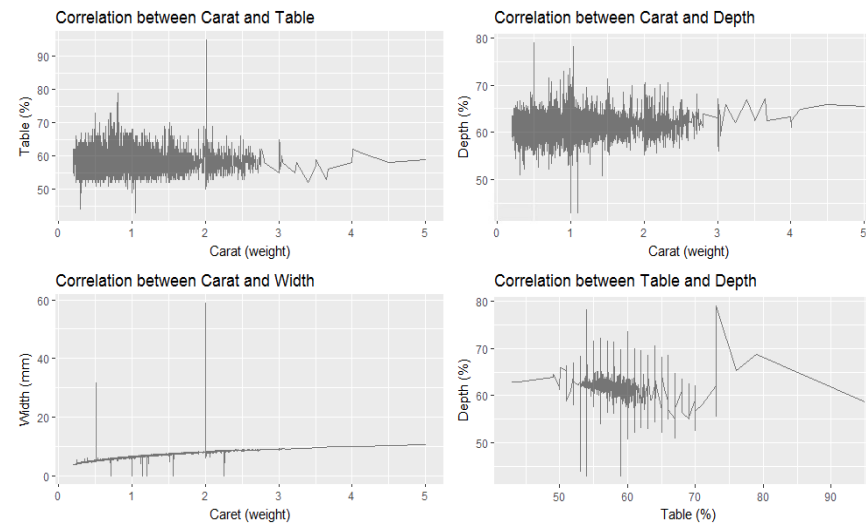 Correlation between Carat and Table
90
80
70
60
50
Table (%)
0 1 2 3 4 5
Carat (weight)
Correlation between Carat and Depth
80
70
60
50
Depth (%)
0 1 2 3 4 5
Carat (weight)
Correlation between Carat and Width
60
40
20
0
Width (mm)
0 1 2 3 4 5
Caret (weight)
Correlation between Table and Depth
80
70
60
50
Depth (%)
50 60 70 80 90
Table (%)